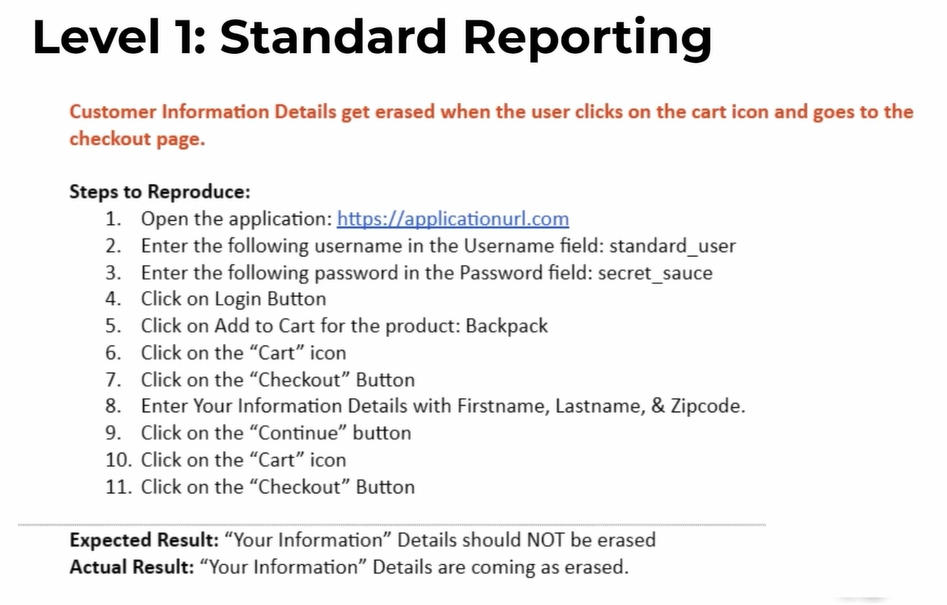 Level 1: Standard Reporting
Customer Information Details get erased when the user clicks on the cart icon and goes to the
checkout page.
Steps to Reproduce:
1. Open the application: https://applicationurl.com
2. Enter the following username in the Username field: standard_user
3. Enter the following password in the Password field: secret_sauce
4. Click on Login Button
5. Click on Add to Cart for the product: Backpack
6. Click on the “Cart” icon
7. Click on the “Checkout” Button
8. Enter Your Information Details with Firstname, Lastname, & Zipcode.
9. Click on the “Continue” button
10. Click on the “Cart” icon
11. Click on the “Checkout” Button
Expected Result: “Your Information” Details should NOT be erased
Actual Result: “Your Information” Details are coming as erased.